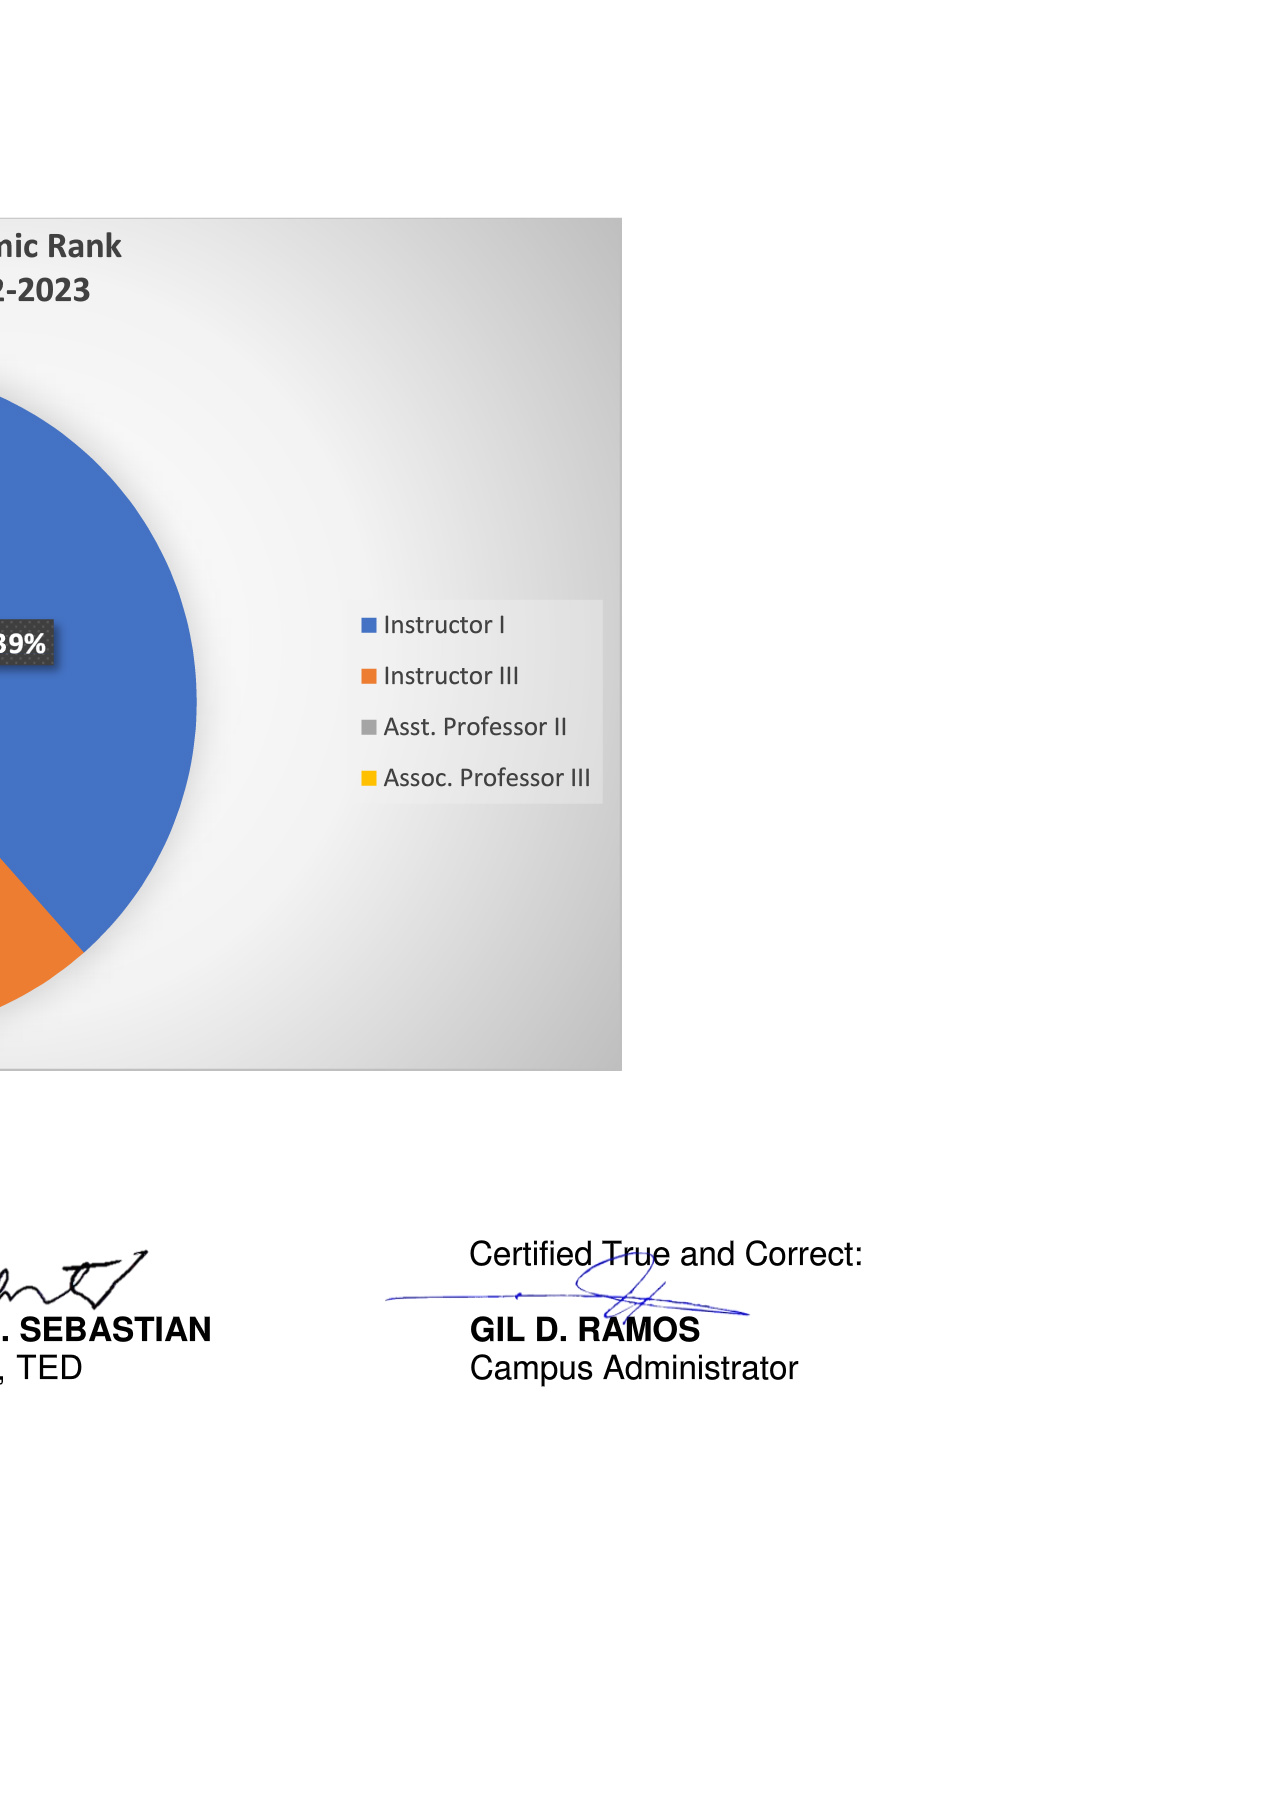 mic Rank
2-2023
39%
Instructor I
Instructor III
Asst. Professor II
Assoc. Professor III
Certified True and Correct:
. SEBASTIAN
GIL D. RAMOS
, TED
Campus Administrator